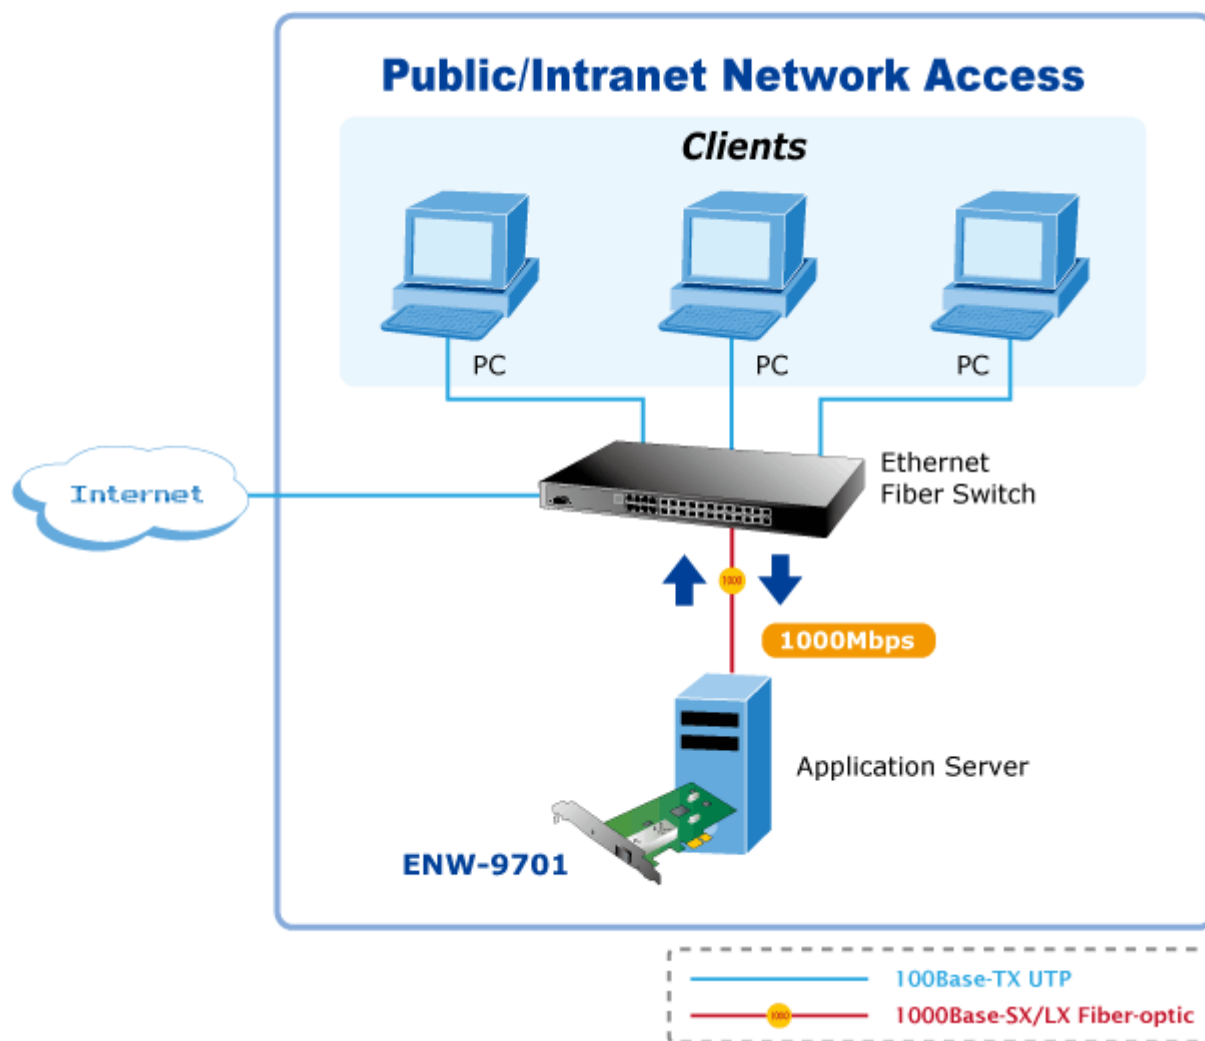 Public/Intranet Network Access
Clients
PC
PC
PC
Internet
Ethernet
Fiber Switch
1000
1000Mbps
Application Server
ENW-9701
100Base-TX UTP
1000
1000Base-SX/LX Fiber-optic